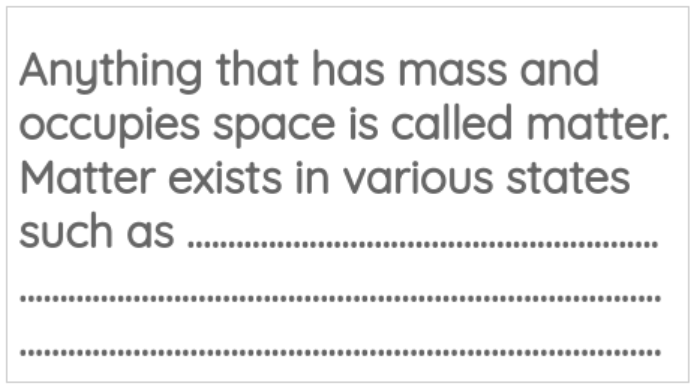 Anything that has mass and
occupies space is called matter.
Matter exists in various states
such as ..........................................................
................................................................................
................................................................................